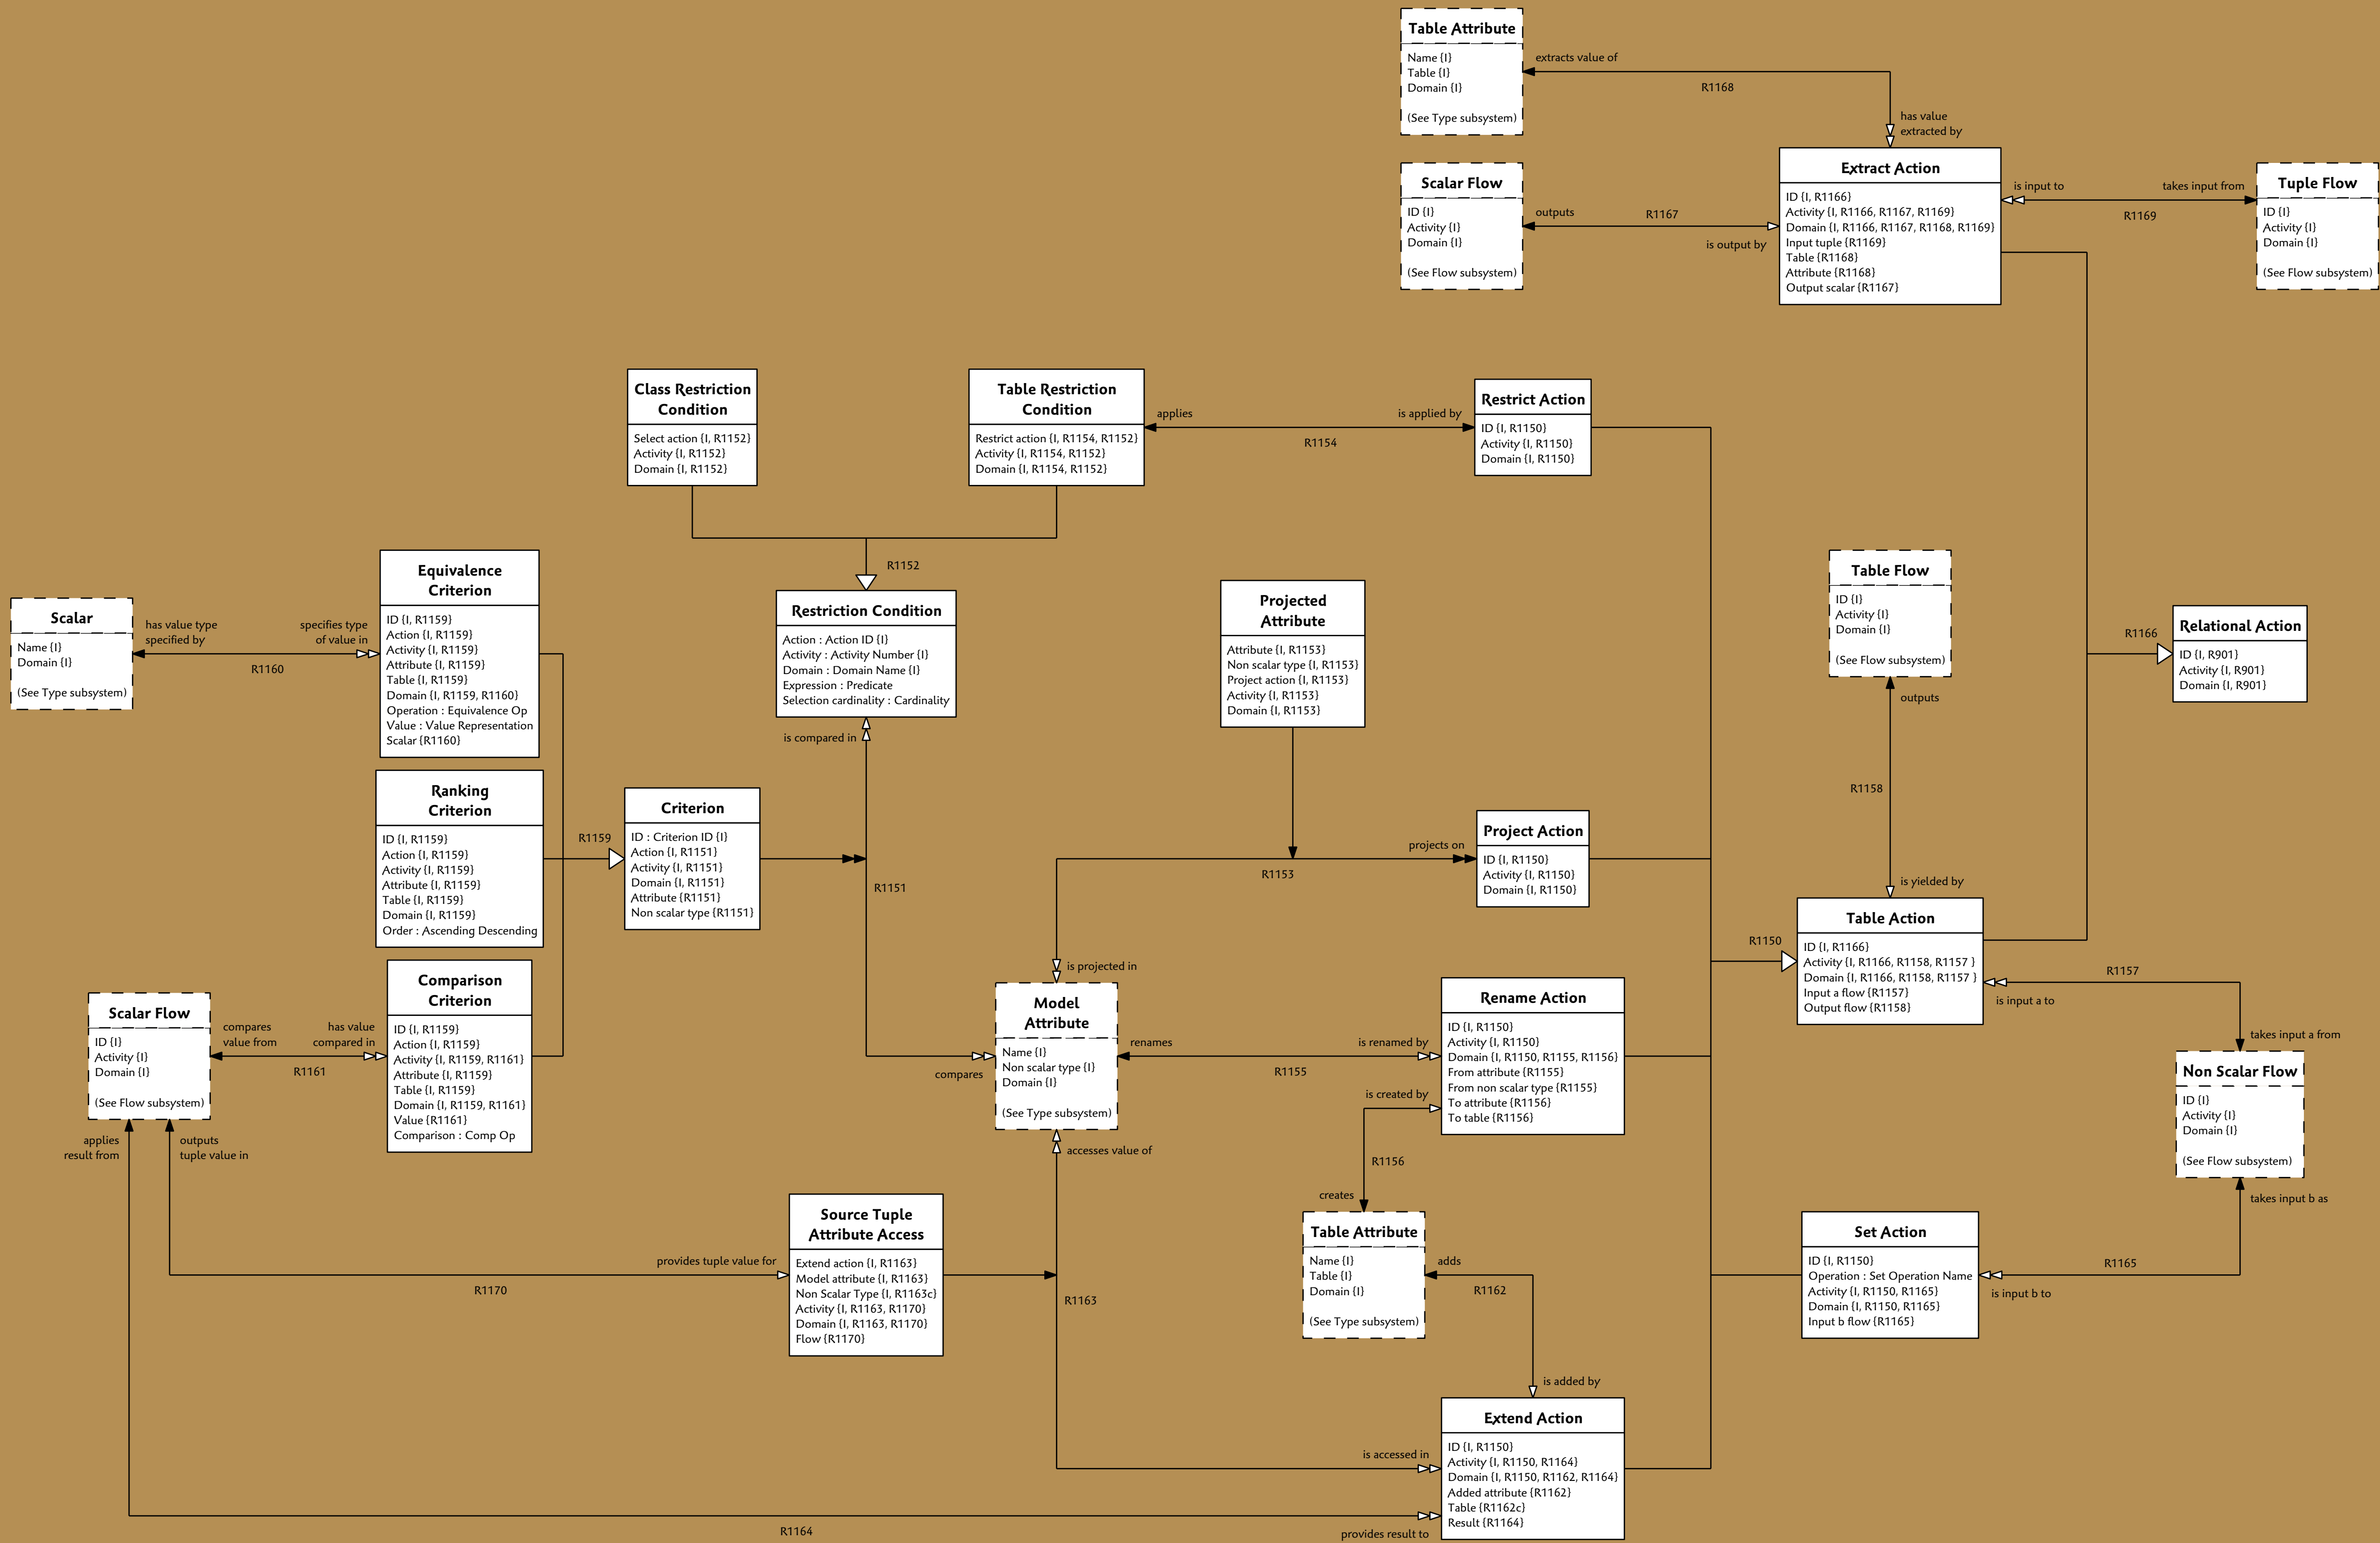 Table Attribute
Name {I}
Table {I}
Domain {I}
(See Type subsystem)
extracts value of
R1168
has value
extracted by
Scalar Flow
ID {I}
Activity {I}
Domain {I}
(See Flow subsystem)
outputs
R1167
is output by
Extract Action
ID {I, R1166}
Activity {I, R1166, R1167, R1169}
Domain {I, R1166, R1167, R1168, R1169}
Input tuple {R1169}
Table {R1168}
Attribute {R1168}
Output scalar {R1167}
is input to
takes input from
R1169
Tuple Flow
ID {I}
Activity {I}
Domain {I}
(See Flow subsystem)
Class Restriction
Condition
Select action {I, R1152}
Activity {I, R1152}
Domain {I, R1152}
Table Restriction
Condition
Restrict action {I, R1154, R1152}
Activity {I, R1154, R1152}
Domain {I, R1154, R1152}
applies
is applied by
R1154
Restrict Action
ID {I, R1150}
Activity {I, R1150}
Domain {I, R1150}
R1152
Scalar
Name {I}
Domain {I}
(See Type subsystem)
has value type
specified by
specifies type
of value in
R1160
Equivalence
Criterion
ID {I, R1159}
Action {I, R1159}
Activity {I, R1159}
Attribute {I, R1159}
Table {I, R1159}
Domain {I, R1159, R1160}
Operation : Equivalence Op
Value : Value Representation
Scalar {R1160}
Restriction Condition
Action : Action ID {I}
Activity : Activity Number {I}
Domain : Domain Name {I}
Expression : Predicate
Selection cardinality : Cardinality
is compared in
Projected
Attribute
Attribute {I, R1153}
Non scalar type {I, R1153}
Project action {I, R1153}
Activity {I, R1153}
Domain {I, R1153}
Table Flow
ID {I}
Activity {I}
Domain {I}
(See Flow subsystem)
outputs
R1158
is yielded by
R1166
Relational Action
ID {I, R901}
Activity {I, R901}
Domain {I, R901}
Ranking
Criterion
ID {I, R1159}
Action {I, R1159}
Activity {I, R1159}
Attribute {I, R1159}
Table {I, R1159}
Domain {I, R1159}
Order : Ascending Descending
R1159
Criterion
ID : Criterion ID {I}
Action {I, R1151}
Activity {I, R1151}
Domain {I, R1151}
Attribute {R1151}
Non scalar type {R1151}
R1151
R1153
projects on
is projected in
Project Action
ID {I, R1150}
Activity {I, R1150}
Domain {I, R1150}
R1150
Table Action
ID {I, R1166}
Activity {I, R1166, R1158, R1157 }
Domain {I, R1166, R1158, R1157 }
Input a flow {R1157}
Output flow {R1158}
R1157
is input a to
takes input a from
Scalar Flow
ID {I}
Activity {I}
Domain {I}
(See Flow subsystem)
compares
value from
has value
compared in
R1161
Comparison
Criterion
ID {I, R1159}
Action {I, R1159}
Activity {I, R1159, R1161}
Attribute {I, R1159}
Table {I, R1159}
Domain {I, R1159, R1161}
Value {R1161}
Comparison : Comp Op
compares
Model
Attribute
Name {I}
Non scalar type {I}
Domain {I}
(See Type subsystem)
renames
is renamed by
R1155
Rename Action
ID {I, R1150}
Activity {I, R1150}
Domain {I, R1150, R1155, R1156}
From attribute {R1155}
From non scalar type {R1155}
To attribute {R1156}
To table {R1156}
is created by
R1156
creates
Non Scalar Flow
ID {I}
Activity {I}
Domain {I}
(See Flow subsystem)
takes input b as
applies
result from
outputs
tuple value in
accesses value of
Source Tuple
Attribute Access
Extend action {I, R1163}
Model attribute {I, R1163}
Non Scalar Type {I, R1163c}
Activity {I, R1163, R1170}
Domain {I, R1163, R1170}
Flow {R1170}
provides tuple value for
R1170
R1163
Table Attribute
Name {I}
Table {I}
Domain {I}
(See Type subsystem)
adds
R1162
is added by
Set Action
ID {I, R1150}
Operation : Set Operation Name
Activity {I, R1150, R1165}
Domain {I, R1150, R1165}
Input b flow {R1165}
R1165
is input b to
Extend Action
ID {I, R1150}
Activity {I, R1150, R1164}
Domain {I, R1150, R1162, R1164}
Added attribute {R1162}
Table {R1162c}
Result {R1164}
is accessed in
R1164
provides result to